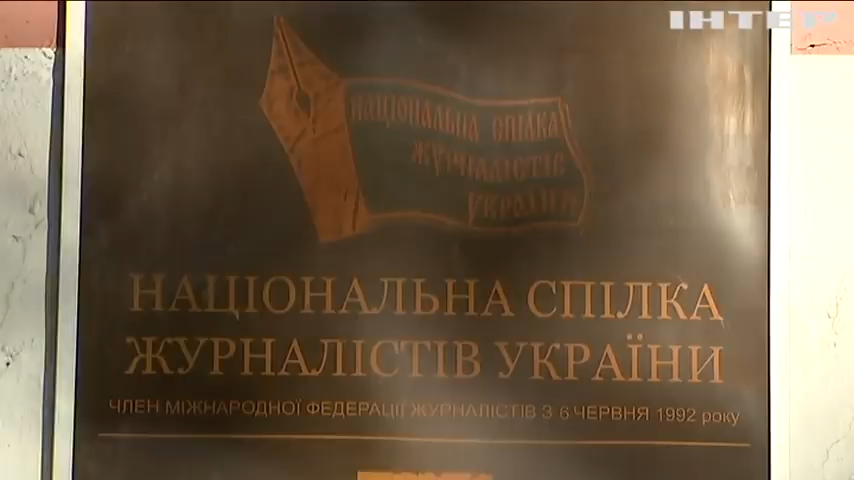 ІНТЕР
НАЦІОНАЛЬНА СПІЛКА
ЖУРНАЛІСТІВ
УКРАЇНИ
НАЦІОНАЛЬНА СПІЛКА
ЖУРНАЛІСТІВ УКРАЇНИ
ЧЛЕН МІЖНАРОДНОЇ ФЕДЕРАЦІЇ ЖУРНАЛІСТІВ З 6 ЧЕРВНЯ 1992 року